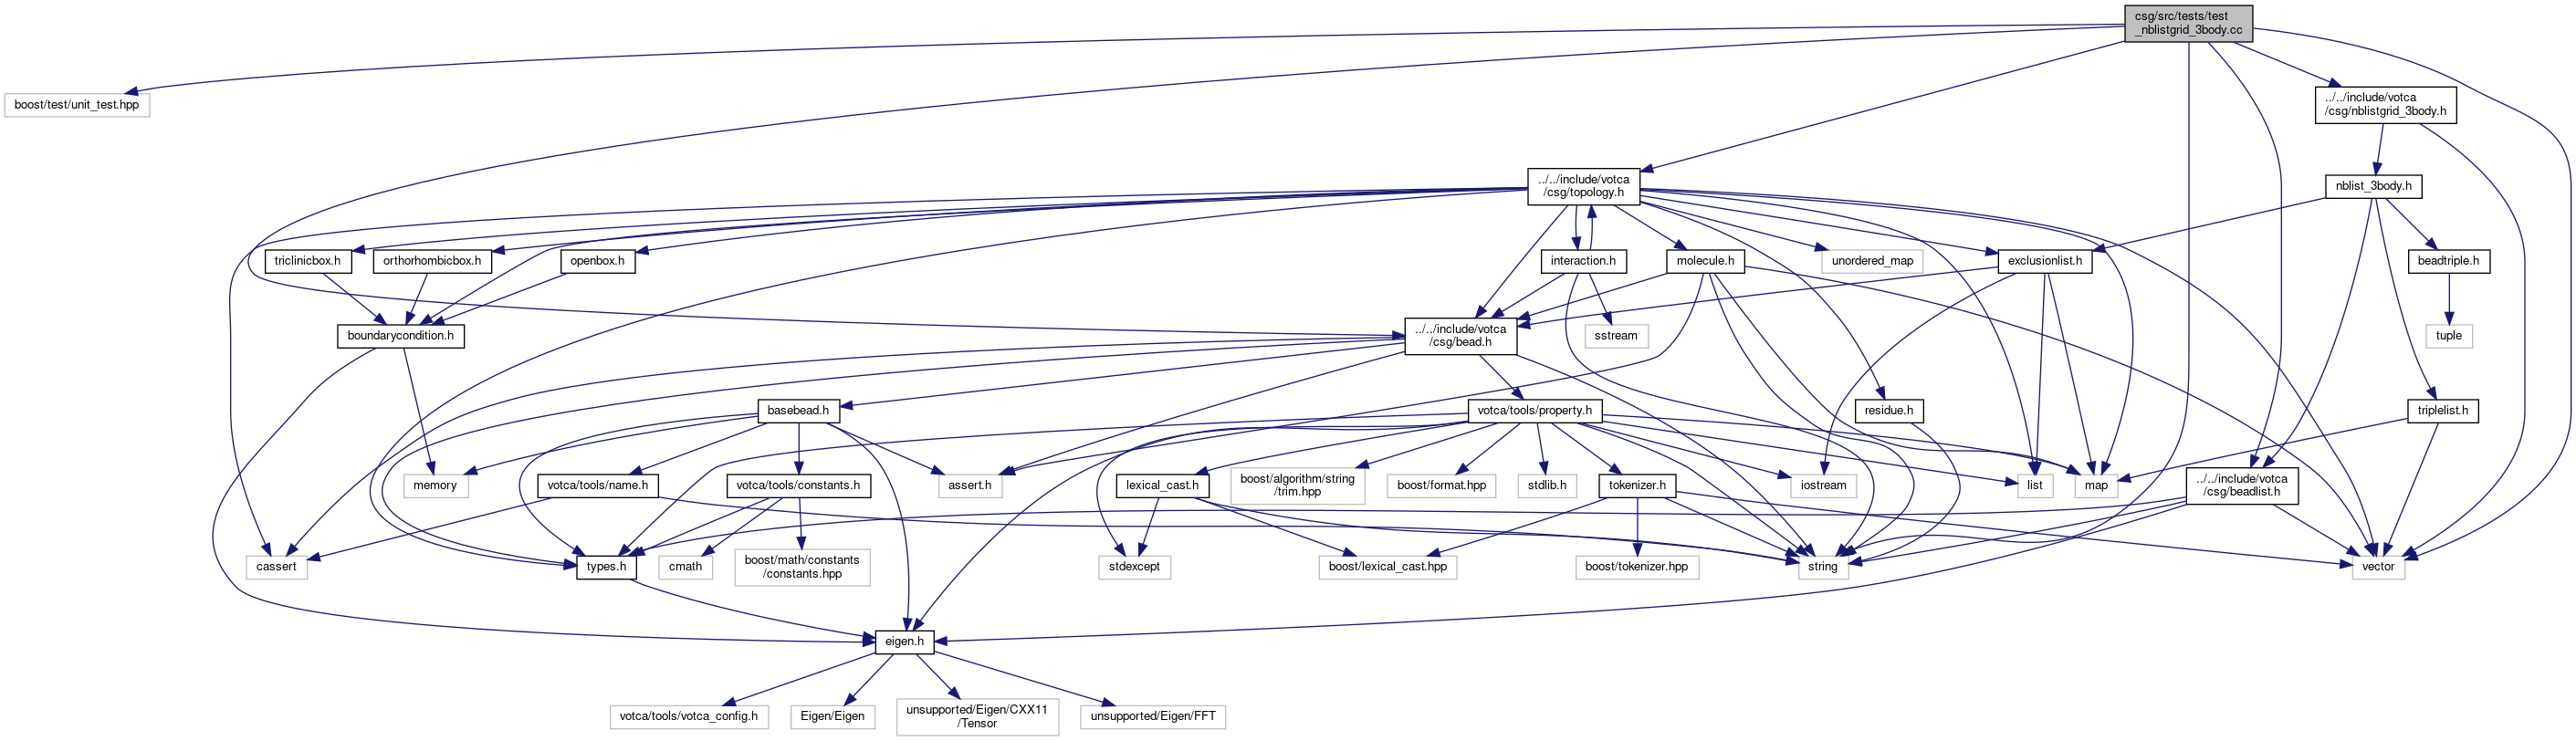 csg/src/tests/test
_nblistgrid_3body.cc
boost/test/unit_test.hpp
../../include/votca
/csg/nblistgrid_3body.h
../../include/votca
/csg/topology.h
nblist_3body.h
triclinicbox.h
orthorhombicbox.h
openbox.h
interaction.h
molecule.h
unordered_map
exclusionlist.h
beadtriple.h
boundarycondition.h
../../include/votca
/csg/bead.h
sstream
tuple
basebead.h
votca/tools/property.h
residue.h
triplelist.h
memory
votca/tools/name.h
votca/tools/constants.h
assert.h
lexical_cast.h
boost/algorithm/string
/trim.hpp
boost/format.hpp
stdlib.h
tokenizer.h
iostream
list
map
../../include/votca
/csg/beadlist.h
cassert
types.h
cmath
boost/math/constants
/constants.hpp
stdexcept
boost/lexical_cast.hpp
boost/tokenizer.hpp
string
vector
eigen.h
votca/tools/votca_config.h
Eigen/Eigen
unsupported/Eigen/CXX11
/Tensor
unsupported/Eigen/FFT